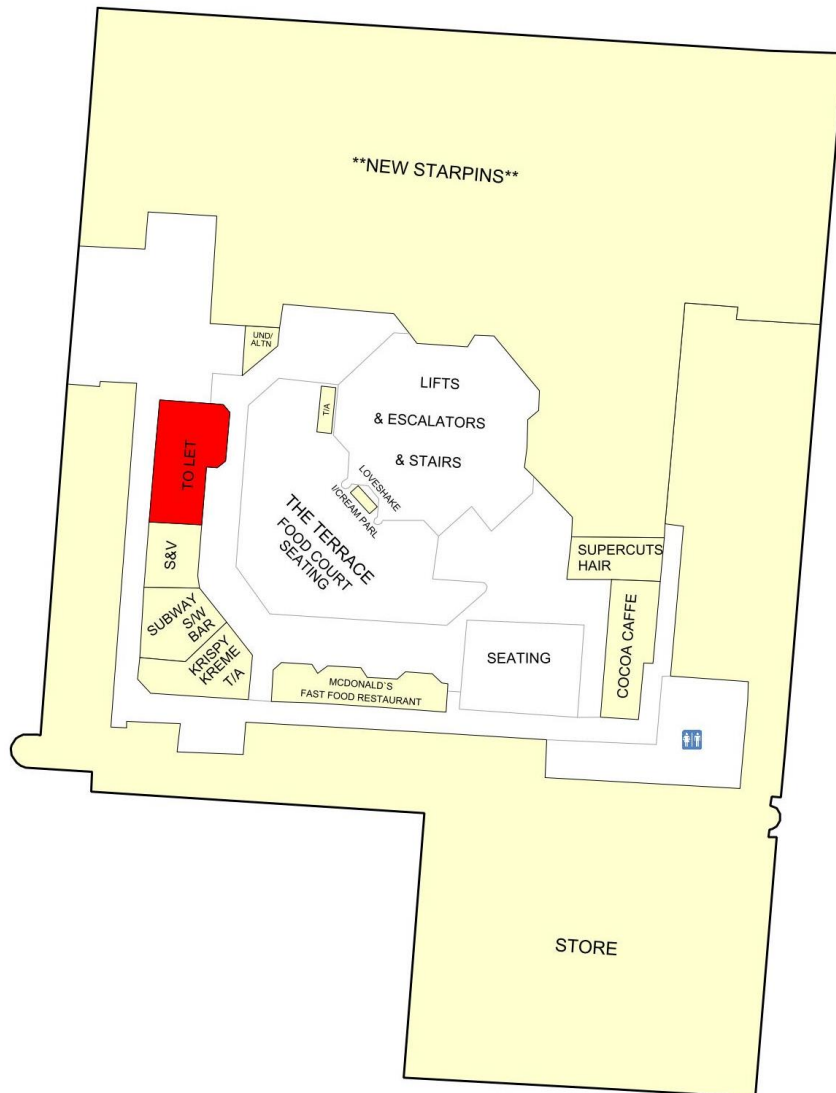 **NEW STARPINS**
UND/
ALTN
LIFTS
& ESCALATORS
& STAIRS
T/A
TO LET
LOVESHAKE
I/CREAM PARL
THE TERRACE
FOOD COURT
SEATING
S&V
SUPERCUTS
HAIR
SUBWAY
S/W
BAR
KRISPY
KREME
T/A
COCOA CAFFE
SEATING
MCDONALD`S
FAST FOOD RESTAURANT
STORE